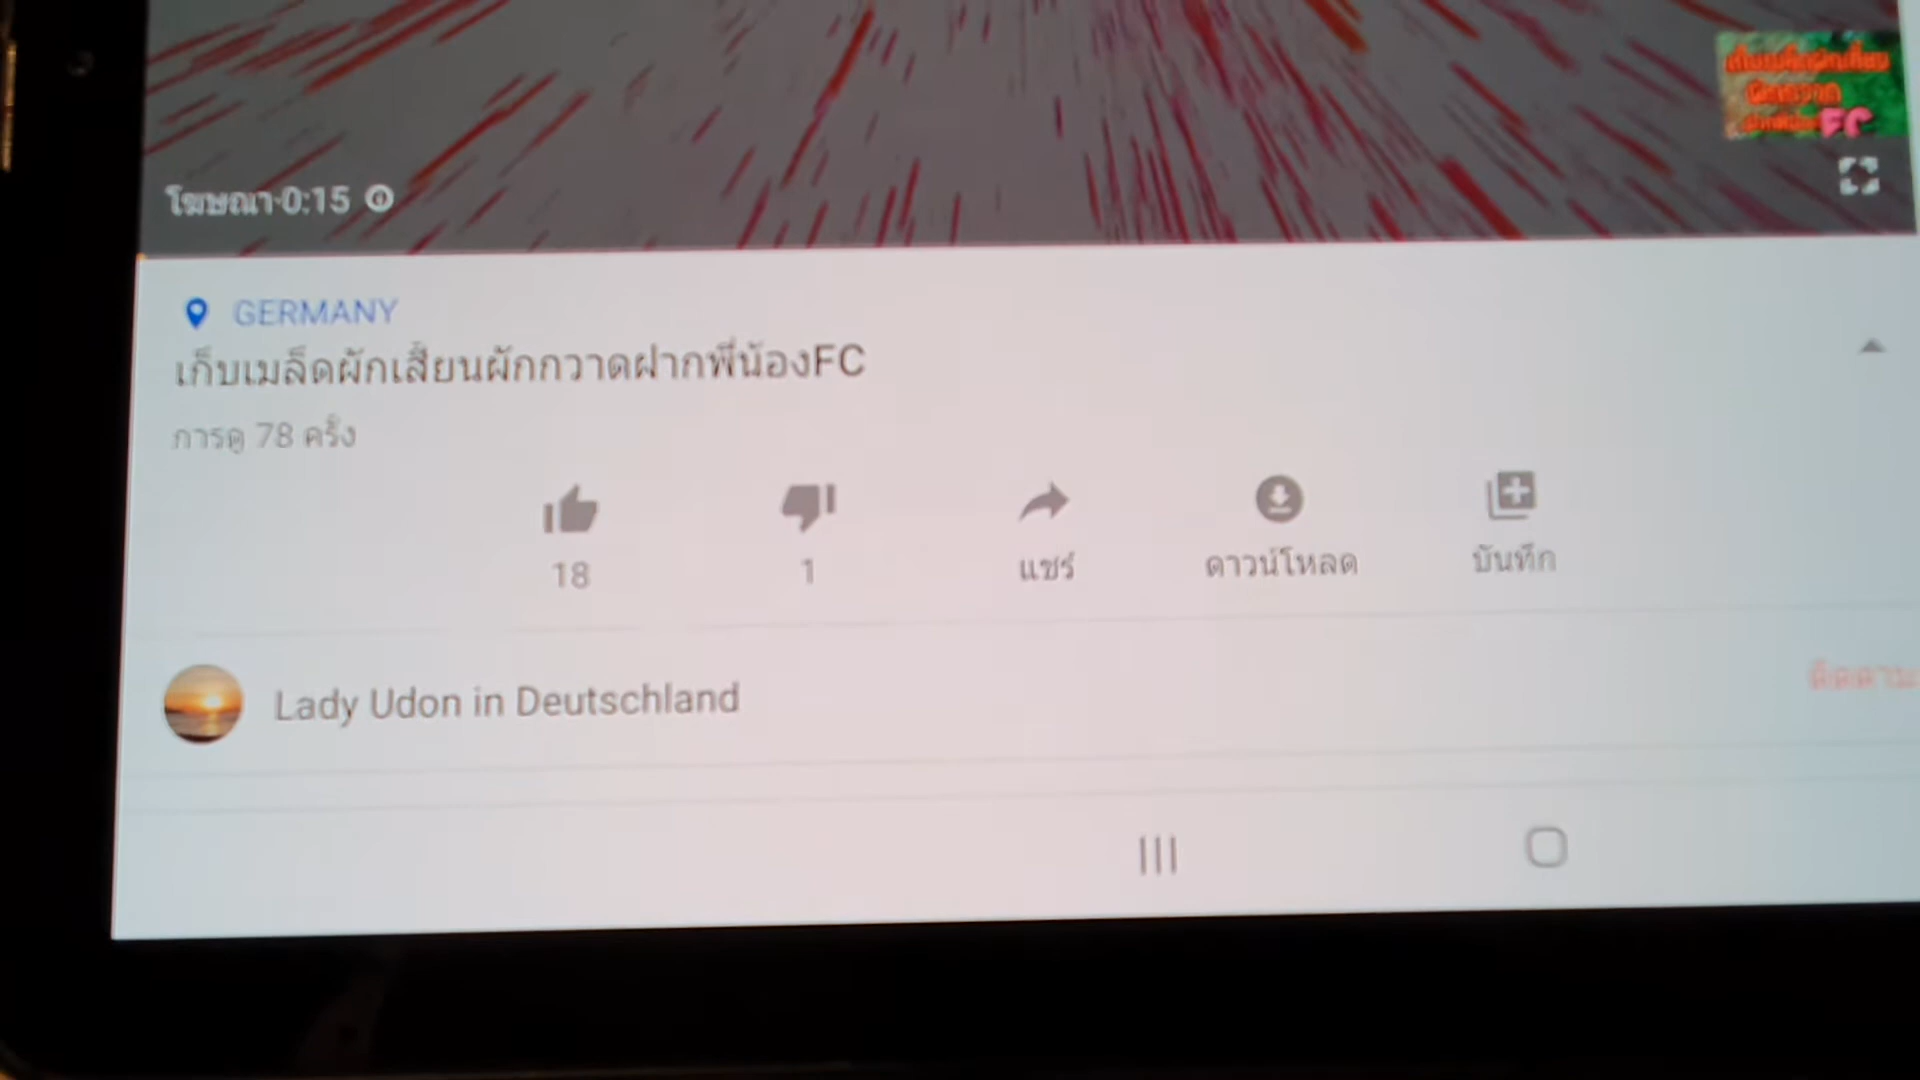 FC
โฆษณา·0:15
GERMANY
เก็บเมล็ดผักเสี้ยนผักกวาดฝากพี่น้องFC
การดู 78 ครั้ง
18
1
แชร์
ดาวน์โหลด
บันทึก
Lady Udon in Deutschland